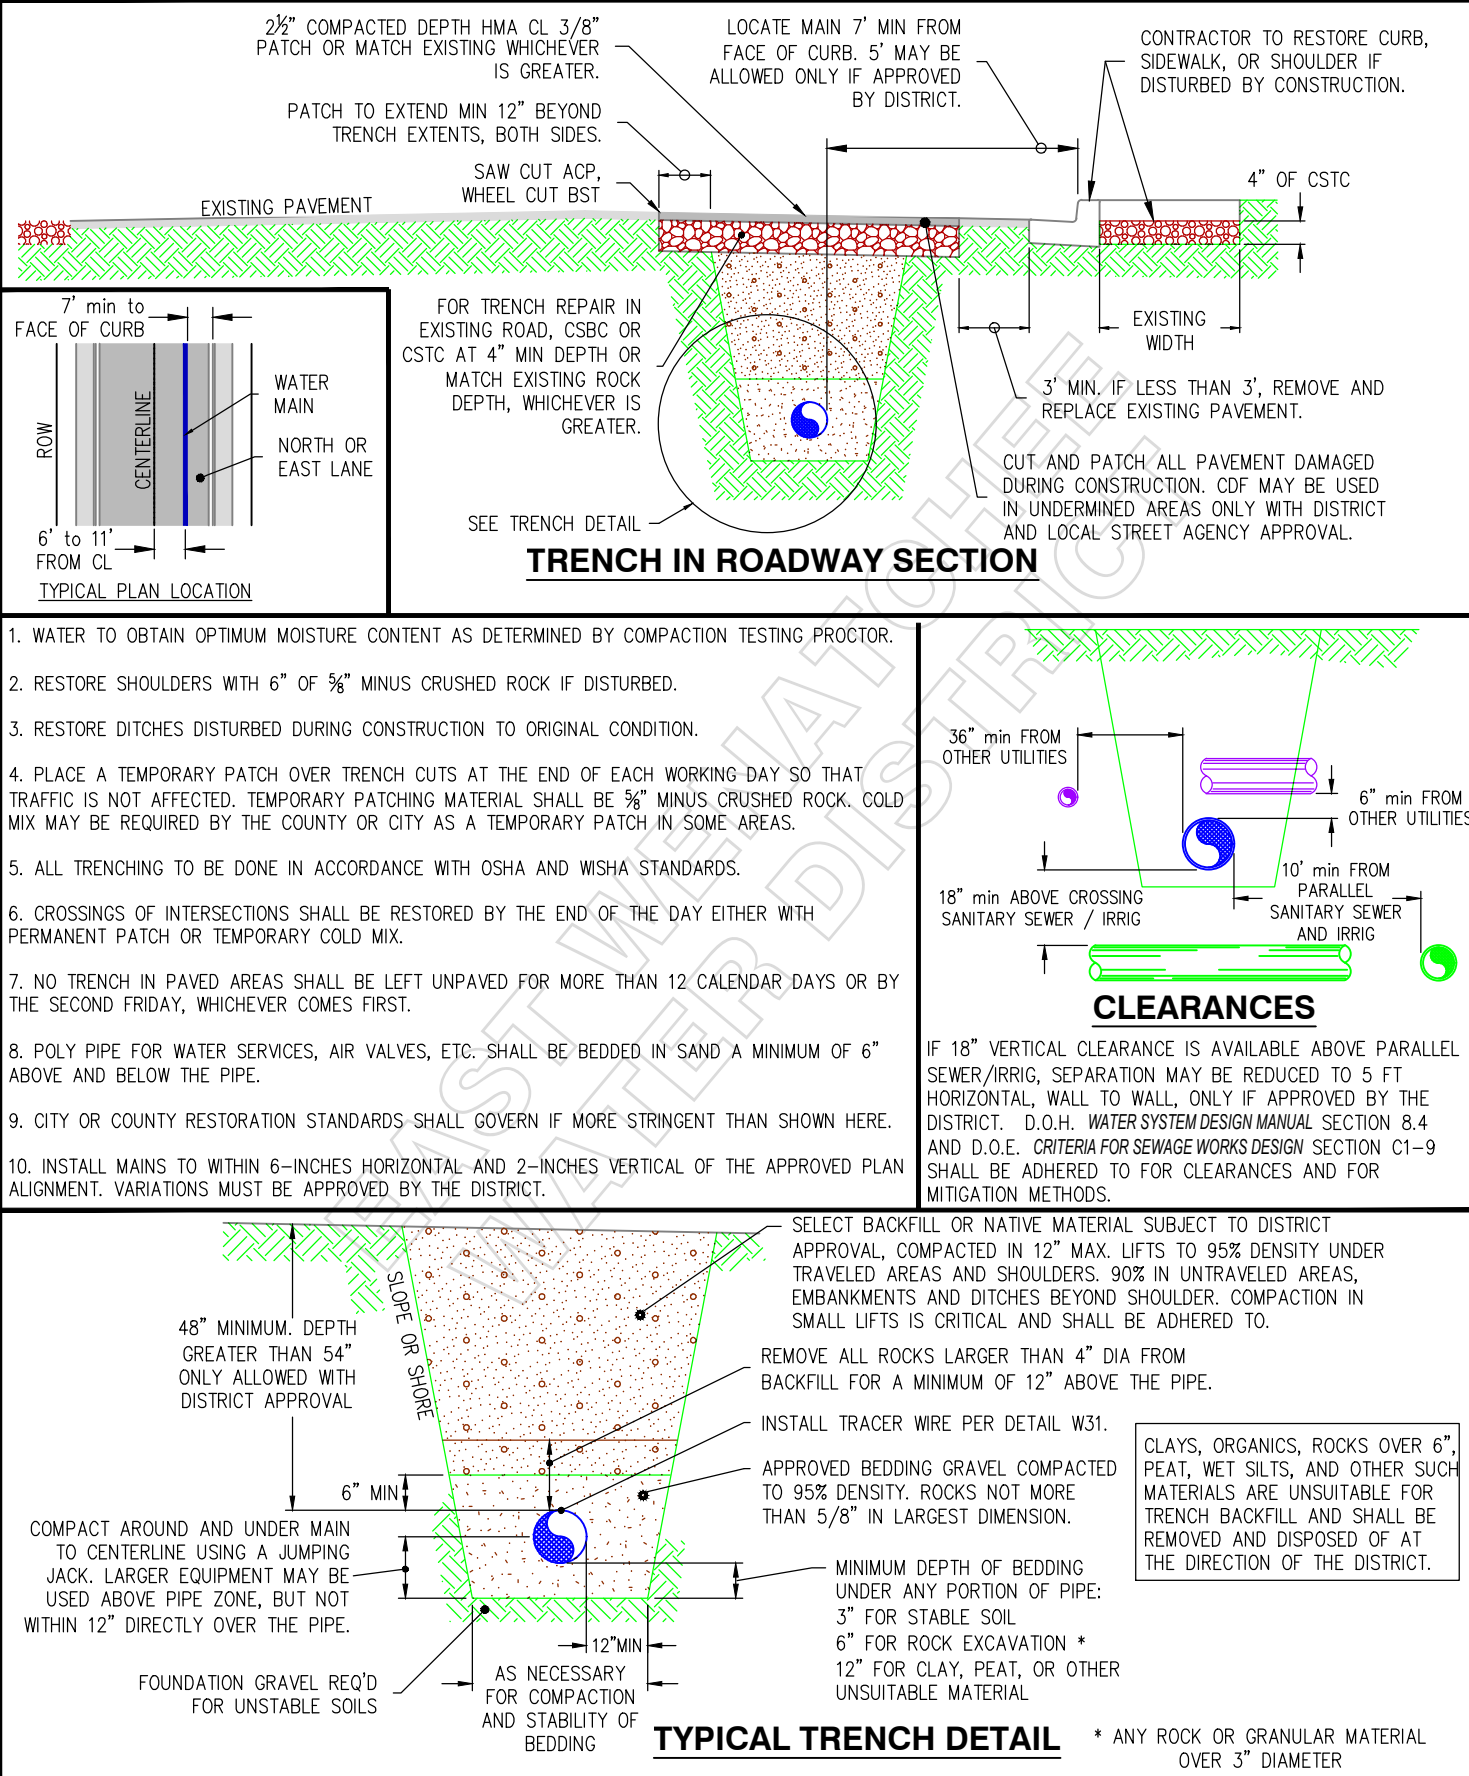 2½" COMPACTED DEPTH HMA CL 3/8"
PATCH OR MATCH EXISTING WHICHEVER
IS GREATER.
PATCH TO EXTEND MIN 12" BEYOND
TRENCH EXTENTS, BOTH SIDES.
SAW CUT ACP,
WHEEL CUT BST
EXISTING PAVEMENT
LOCATE MAIN 7' MIN FROM
FACE OF CURB. 5' MAY BE
ALLOWED ONLY IF APPROVED
BY DISTRICT.
CONTRACTOR TO RESTORE CURB,
SIDEWALK, OR SHOULDER IF
DISTURBED BY CONSTRUCTION.
4" OF CSTC
EXISTING
WIDTH
3' MIN. IF LESS THAN 3', REMOVE AND
REPLACE EXISTING PAVEMENT.
CUT AND PATCH ALL PAVEMENT DAMAGED
DURING CONSTRUCTION. CDF MAY BE USED
IN UNDERMINED AREAS ONLY WITH DISTRICT
AND LOCAL STREET AGENCY APPROVAL.
FOR TRENCH REPAIR IN
EXISTING ROAD, CSBC OR
CSTC AT 4" MIN DEPTH OR
MATCH EXISTING ROCK
DEPTH, WHICHEVER IS
GREATER.
SEE TRENCH DETAIL
TRENCH IN ROADWAY SECTION
7' min to
FACE OF CURB
ROW
CENTERLINE
WATER
MAIN
NORTH OR
EAST LANE
6' to 11'
FROM CL
TYPICAL PLAN LOCATION
1. WATER TO OBTAIN OPTIMUM MOISTURE CONTENT AS DETERMINED BY COMPACTION TESTING PROCTOR.
2. RESTORE SHOULDERS WITH 6" OF ⅝" MINUS CRUSHED ROCK IF DISTURBED.
3. RESTORE DITCHES DISTURBED DURING CONSTRUCTION TO ORIGINAL CONDITION.
4. PLACE A TEMPORARY PATCH OVER TRENCH CUTS AT THE END OF EACH WORKING DAY SO THAT
TRAFFIC IS NOT AFFECTED. TEMPORARY PATCHING MATERIAL SHALL BE ⅝" MINUS CRUSHED ROCK. COLD
MIX MAY BE REQUIRED BY THE COUNTY OR CITY AS A TEMPORARY PATCH IN SOME AREAS.
5. ALL TRENCHING TO BE DONE IN ACCORDANCE WITH OSHA AND WISHA STANDARDS.
6. CROSSINGS OF INTERSECTIONS SHALL BE RESTORED BY THE END OF THE DAY EITHER WITH
PERMANENT PATCH OR TEMPORARY COLD MIX.
7. NO TRENCH IN PAVED AREAS SHALL BE LEFT UNPAVED FOR MORE THAN 12 CALENDAR DAYS OR BY
THE SECOND FRIDAY, WHICHEVER COMES FIRST.
8. POLY PIPE FOR WATER SERVICES, AIR VALVES, ETC. SHALL BE BEDDED IN SAND A MINIMUM OF 6"
ABOVE AND BELOW THE PIPE.
9. CITY OR COUNTY RESTORATION STANDARDS SHALL GOVERN IF MORE STRINGENT THAN SHOWN HERE.
10. INSTALL MAINS TO WITHIN 6-INCHES HORIZONTAL AND 2-INCHES VERTICAL OF THE APPROVED PLAN
ALIGNMENT. VARIATIONS MUST BE APPROVED BY THE DISTRICT.
EAST WENATCHEE
WATER DISTRICT
36" min FROM
OTHER UTILITIES
6" min FROM
OTHER UTILITIES
18" min ABOVE CROSSING
SANITARY SEWER / IRRIG
10' min FROM
PARALLEL
SANITARY SEWER
AND IRRIG
CLEARANCES
IF 18" VERTICAL CLEARANCE IS AVAILABLE ABOVE PARALLEL
SEWER/IRRIG, SEPARATION MAY BE REDUCED TO 5 FT
HORIZONTAL, WALL TO WALL, ONLY IF APPROVED BY THE
DISTRICT. D.O.H. WATER SYSTEM DESIGN MANUAL SECTION 8.4
AND D.O.E. CRITERIA FOR SEWAGE WORKS DESIGN SECTION C1-9
SHALL BE ADHERED TO FOR CLEARANCES AND FOR
MITIGATION METHODS.
SELECT BACKFILL OR NATIVE MATERIAL SUBJECT TO DISTRICT
APPROVAL, COMPACTED IN 12" MAX. LIFTS TO 95% DENSITY UNDER
TRAVELED AREAS AND SHOULDERS. 90% IN UNTRAVELED AREAS,
EMBANKMENTS AND DITCHES BEYOND SHOULDER. COMPACTION IN
SMALL LIFTS IS CRITICAL AND SHALL BE ADHERED TO.
SLOPE OR SHORE
48" MINIMUM. DEPTH
GREATER THAN 54"
ONLY ALLOWED WITH
DISTRICT APPROVAL
REMOVE ALL ROCKS LARGER THAN 4" DIA FROM
BACKFILL FOR A MINIMUM OF 12" ABOVE THE PIPE.
INSTALL TRACER WIRE PER DETAIL W31.
APPROVED BEDDING GRAVEL COMPACTED
TO 95% DENSITY. ROCKS NOT MORE
THAN 5/8" IN LARGEST DIMENSION.
CLAYS, ORGANICS, ROCKS OVER 6",
PEAT, WET SILTS, AND OTHER SUCH
MATERIALS ARE UNSUITABLE FOR
TRENCH BACKFILL AND SHALL BE
REMOVED AND DISPOSED OF AT
THE DIRECTION OF THE DISTRICT.
6" MIN
COMPACT AROUND AND UNDER MAIN
TO CENTERLINE USING A JUMPING
JACK. LARGER EQUIPMENT MAY BE
USED ABOVE PIPE ZONE, BUT NOT
WITHIN 12" DIRECTLY OVER THE PIPE.
MINIMUM DEPTH OF BEDDING
UNDER ANY PORTION OF PIPE:
3" FOR STABLE SOIL
6" FOR ROCK EXCAVATION *
12" FOR CLAY, PEAT, OR OTHER
UNSUITABLE MATERIAL
12"MIN
FOUNDATION GRAVEL REQ'D
FOR UNSTABLE SOILS
AS NECESSARY
FOR COMPACTION
AND STABILITY OF
BEDDING
TYPICAL TRENCH DETAIL
* ANY ROCK OR GRANULAR MATERIAL
OVER 3" DIAMETER